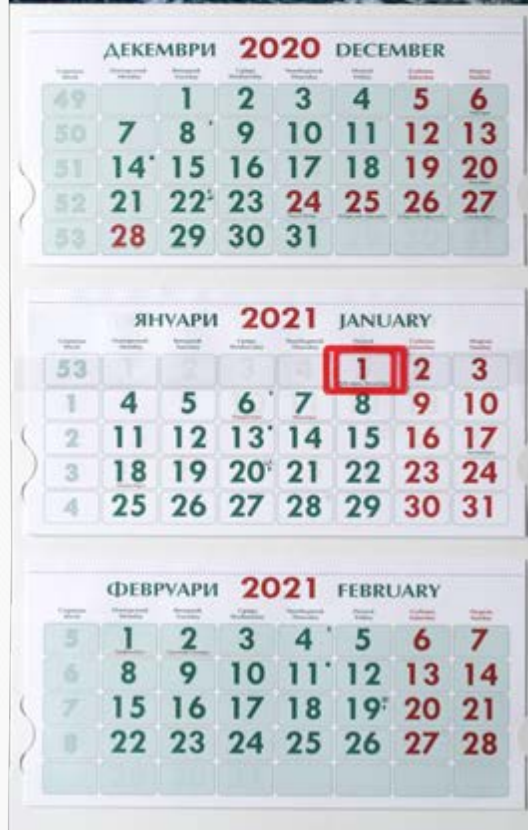 ДЕКЕМВРИ 2020 DECEMBER
49 1 2 3 4 5 6
50 7 8 9 10 11 12 13
51 14 15 16 17 18 19 20
52 21 22 23 24 25 26 27
53 28 29 30 31
ЯНУАРИ 2021 JANUARY
53 1 2 3
1 4 5 6 7 8 9 10
2 11 12 13 14 15 16 17
3 18 19 20 21 22 23 24
4 25 26 27 28 29 30 31
ФЕВРУАРИ 2021 FEBRUARY
5 1 2 3 4 5 6 7
6 8 9 10 11 12 13 14
7 15 16 17 18 19 20 21
8 22 23 24 25 26 27 28